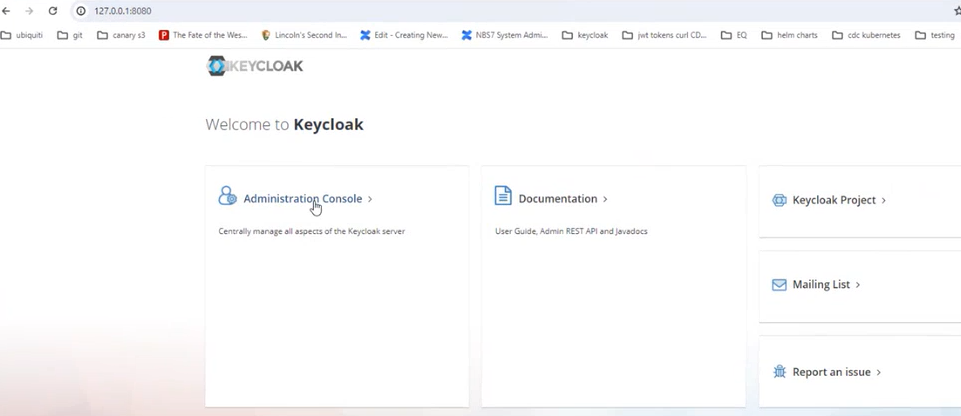 127.0.0.1:8080
ubiquiti git canary s3 The Fate of the Wes... Lincoln's Second In... Edit - Creating New... NBS7 System Admi... keycloak jwt tokens curl CD... EQ helm charts cdc kubernetes testing
KEYCLOAK
Welcome to Keycloak
Administration Console >
Centrally manage all aspects of the Keycloak server
Documentation >
User Guide, Admin REST API and Javadocs
Keycloak Project >
Mailing List >
Report an issue >